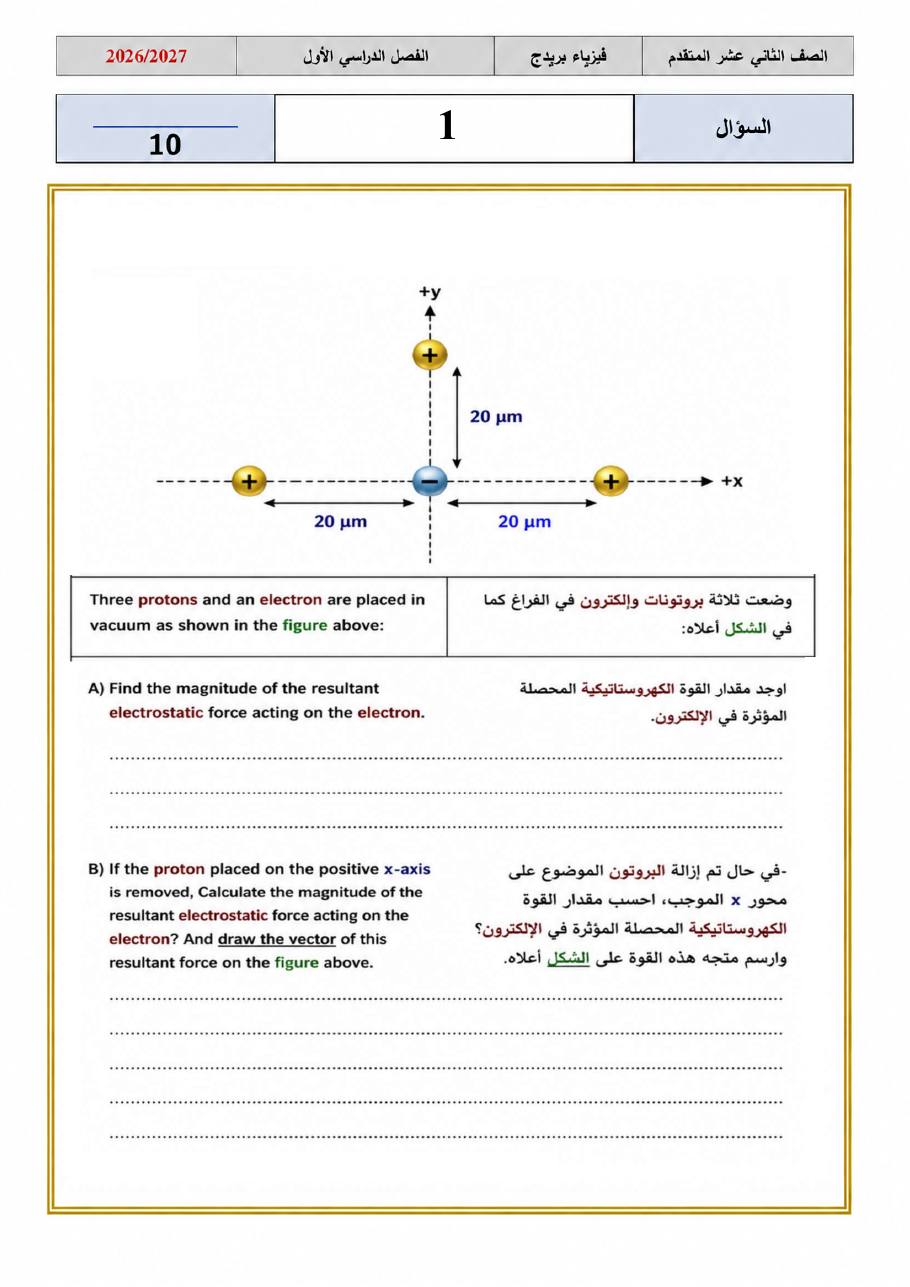 الصف الثاني عشر المتقدم فيزياء بريدج الفصل الدراسي الأول 2026/2027
السؤال 1 10
+y
+
20 µm
+ − + +x
20 µm 20 µm
Three protons and an electron are placed in
vacuum as shown in the figure above:
وضعت ثلاثة بروتونات وإلكترون في الفراغ كما
في الشكل أعلاه:
A) Find the magnitude of the resultant
electrostatic force acting on the electron.
اوجد مقدار القوة الكهروستاتيكية المحصلة
المؤثرة في الإلكترون.
B) If the proton placed on the positive x-axis
is removed, Calculate the magnitude of the
resultant electrostatic force acting on the
electron? And draw the vector of this
resultant force on the figure above.
-في حال تم إزالة البروتون الموضوع على
محور x الموجب، احسب مقدار القوة
الكهروستاتيكية المحصلة المؤثرة في الإلكترون؟
وارسم متجه هذه القوة على الشكل أعلاه.